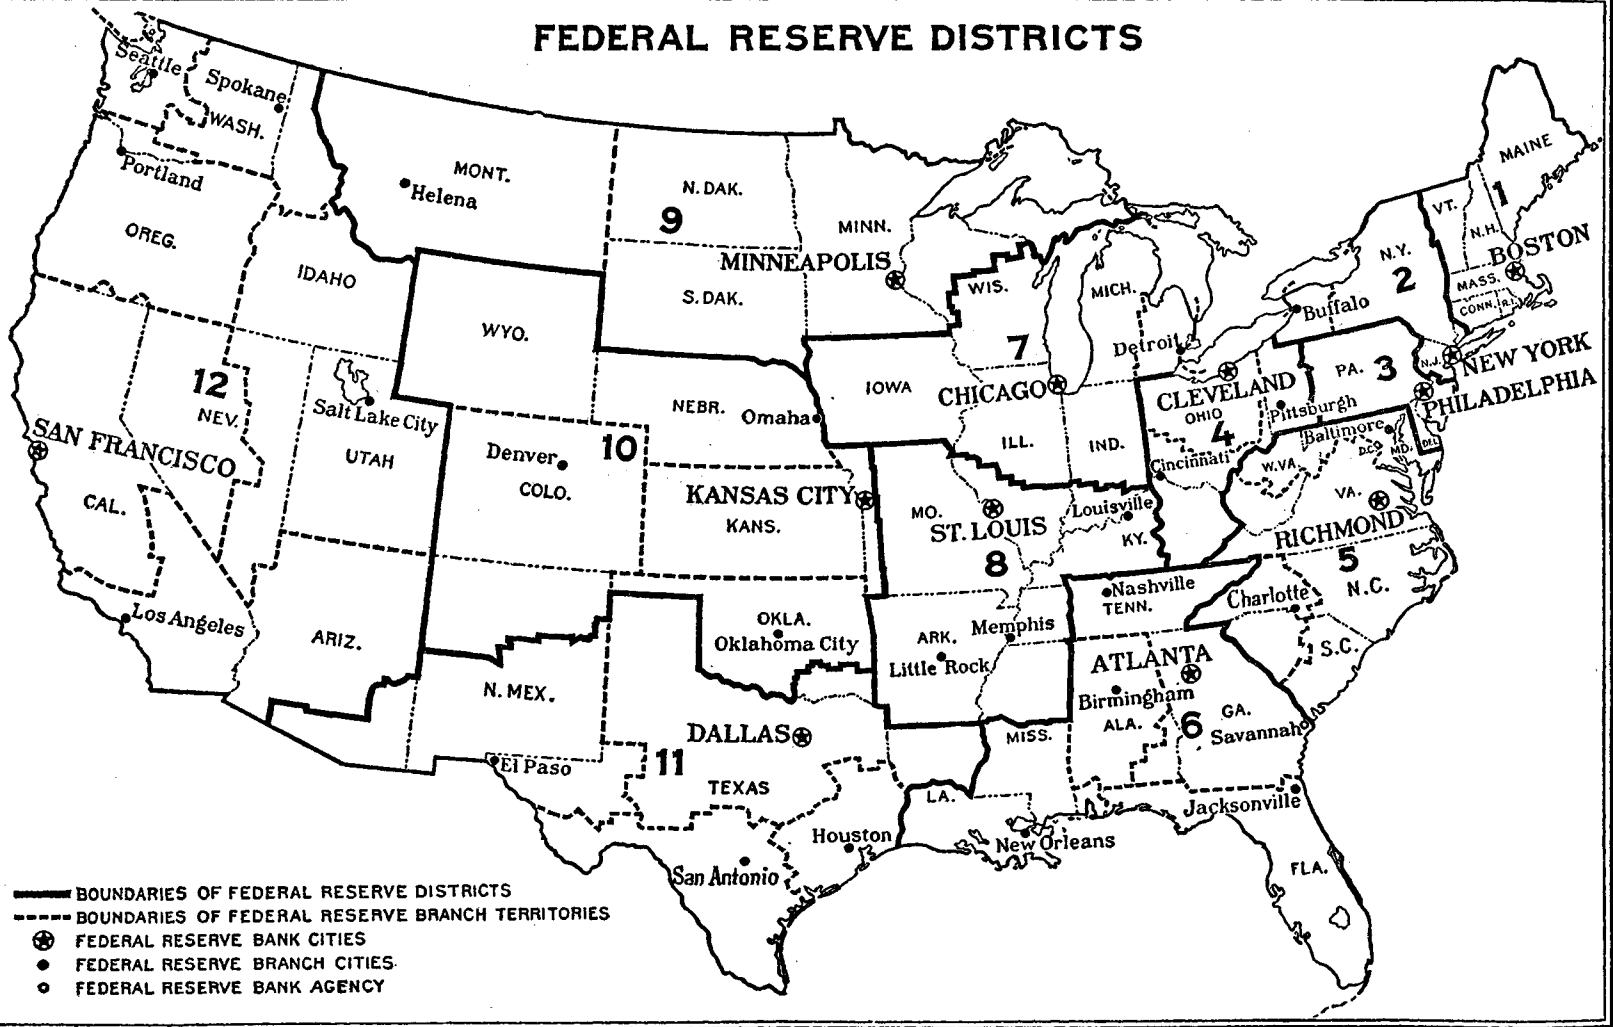 FEDERAL RESERVE DISTRICTS
Seattle
Spokane
WASH.
Portland
OREG.
MONT.
Helena
IDAHO
WYO.
N. DAK.
9
S. DAK.
MINN.
MINNEAPOLIS
WIS.
MICH.
7
Detroit
CHICAGO
IOWA
ILL.
IND.
MAINE
VT.
1
N.H.
BOSTON
MASS.
CONN.
R.I.
N.Y.
2
Buffalo
NEW YORK
N.J.
PA.
3
PHILADELPHIA
CLEVELAND
OHIO
4
Pittsburgh
Cincinnati
Baltimore
D.C.
MD.
DEL.
W.VA.
VA.
RICHMOND
5
N.C.
Charlotte
S.C.
12
NEV.
SAN FRANCISCO
CAL.
Los Angeles
Salt Lake City
UTAH
ARIZ.
NEBR.
Omaha
10
Denver
COLO.
KANSAS CITY
KANS.
OKLA.
Oklahoma City
N. MEX.
MO.
ST. LOUIS
8
Louisville
KY.
ARK.
Memphis
Little Rock
Nashville
TENN.
ATLANTA
Birmingham
ALA.
6
GA.
Savannah
MISS.
Jacksonville
FLA.
LA.
New Orleans
DALLAS
11
TEXAS
El Paso
Houston
San Antonio
BOUNDARIES OF FEDERAL RESERVE DISTRICTS
BOUNDARIES OF FEDERAL RESERVE BRANCH TERRITORIES
FEDERAL RESERVE BANK CITIES
FEDERAL RESERVE BRANCH CITIES
FEDERAL RESERVE BANK AGENCY